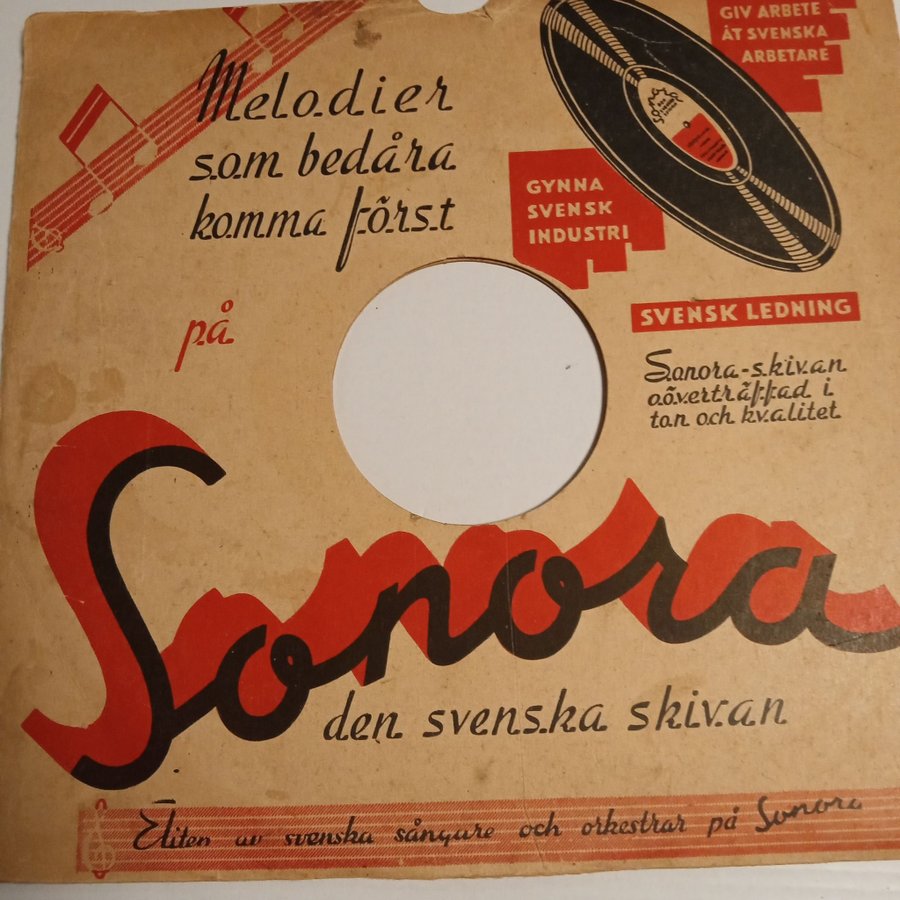 Melodier
som bedåra
komma först
på
GIV ARBETE
ÅT SVENSKA
ARBETARE
GYNNA
SVENSK
INDUSTRI
SVENSK LEDNING
Sonora-skivan
oöverträffad i
ton och kvalitet
Sonora
den svenska skivan
Eliten av svenska sångare och orkestrar på Sonora